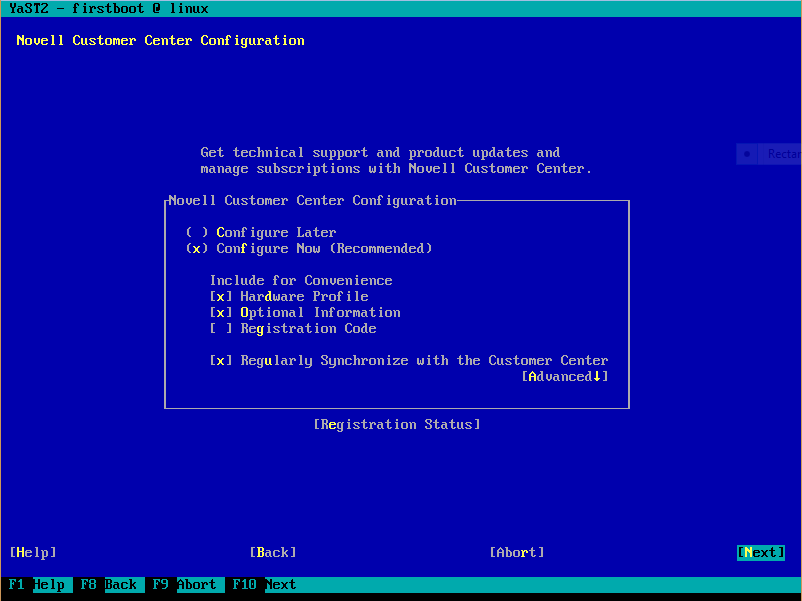 YaST2 - firstboot @ linux
Novell Customer Center Configuration
Get technical support and product updates and
manage subscriptions with Novell Customer Center.
Novell Customer Center Configuration
( ) Configure Later
(x) Configure Now (Recommended)
Include for Convenience
[x] Hardware Profile
[x] Optional Information
[ ] Registration Code
[x] Regularly Synchronize with the Customer Center
[Advanced↓]
[Registration Status]
[Help] [Back] [Abort] [Next]
F1 Help F8 Back F9 Abort F10 Next